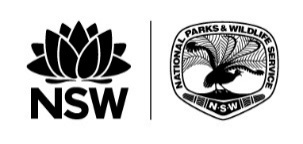 NSW
NATIONAL PARKS & WILDLIFE SERVICE
N·S·W